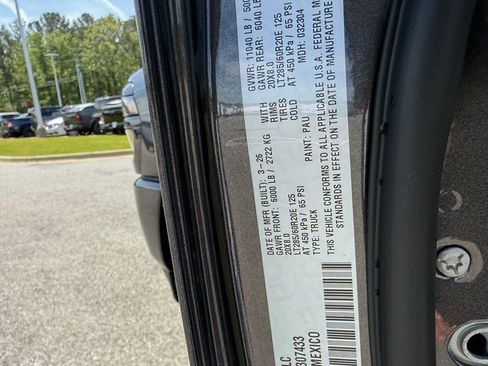 GVWR: 11040 LB / 500
DATE OF MFR (BUILT): 3-26
GAWR FRONT: 6000 LB / 2722 KG WITH GAWR REAR: 6040 LB
20X8.0 RIMS 20X8.0
LT285/60R20E 125 TIRES LT285/60R20E 125
AT 450 kPa / 65 PSI COLD AT 450 kPa / 65 PSI
TYPE: TRUCK PAINT: PAU MDH: 032304
THIS VEHICLE CONFORMS TO ALL APPLICABLE U.S.A. FEDERAL M
STANDARDS IN EFFECT ON THE DATE OF MANUFACTURE
LC
307433
MEXICO